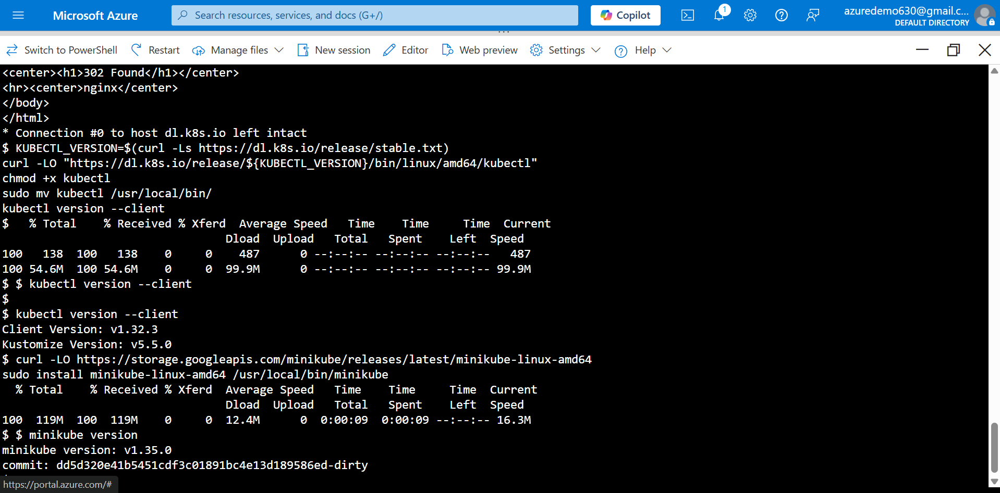 Microsoft Azure
Search resources, services, and docs (G+/)
Copilot
1
azuredemo630@gmail.c...
DEFAULT DIRECTORY
Switch to PowerShell
Restart
Manage files
New session
Editor
Web preview
Settings
Help
<center><h1>302 Found</h1></center>
<hr><center>nginx</center>
</body>
</html>
* Connection #0 to host dl.k8s.io left intact
$ KUBECTL_VERSION=$(curl -Ls https://dl.k8s.io/release/stable.txt)
curl -LO "https://dl.k8s.io/release/${KUBECTL_VERSION}/bin/linux/amd64/kubectl"
chmod +x kubectl
sudo mv kubectl /usr/local/bin/
kubectl version --client
$   % Total    % Received % Xferd  Average Speed   Time    Time     Time  Current
                                 Dload  Upload   Total   Spent    Left  Speed
100   138  100   138    0     0    487      0 --:--:-- --:--:-- --:--:--   487
100 54.6M  100 54.6M    0     0  99.9M      0 --:--:-- --:--:-- --:--:-- 99.9M
$ $ kubectl version --client
$
$ kubectl version --client
Client Version: v1.32.3
Kustomize Version: v5.5.0
$ curl -LO https://storage.googleapis.com/minikube/releases/latest/minikube-linux-amd64
sudo install minikube-linux-amd64 /usr/local/bin/minikube
  % Total    % Received % Xferd  Average Speed   Time    Time     Time  Current
                                 Dload  Upload   Total   Spent    Left  Speed
100  119M  100  119M    0     0  12.4M      0  0:00:09  0:00:09 --:--:-- 16.3M
$ $ minikube version
minikube version: v1.35.0
commit: dd5d320e41b5451cdf3c01891bc4e13d189586ed-dirty
https://portal.azure.com/#